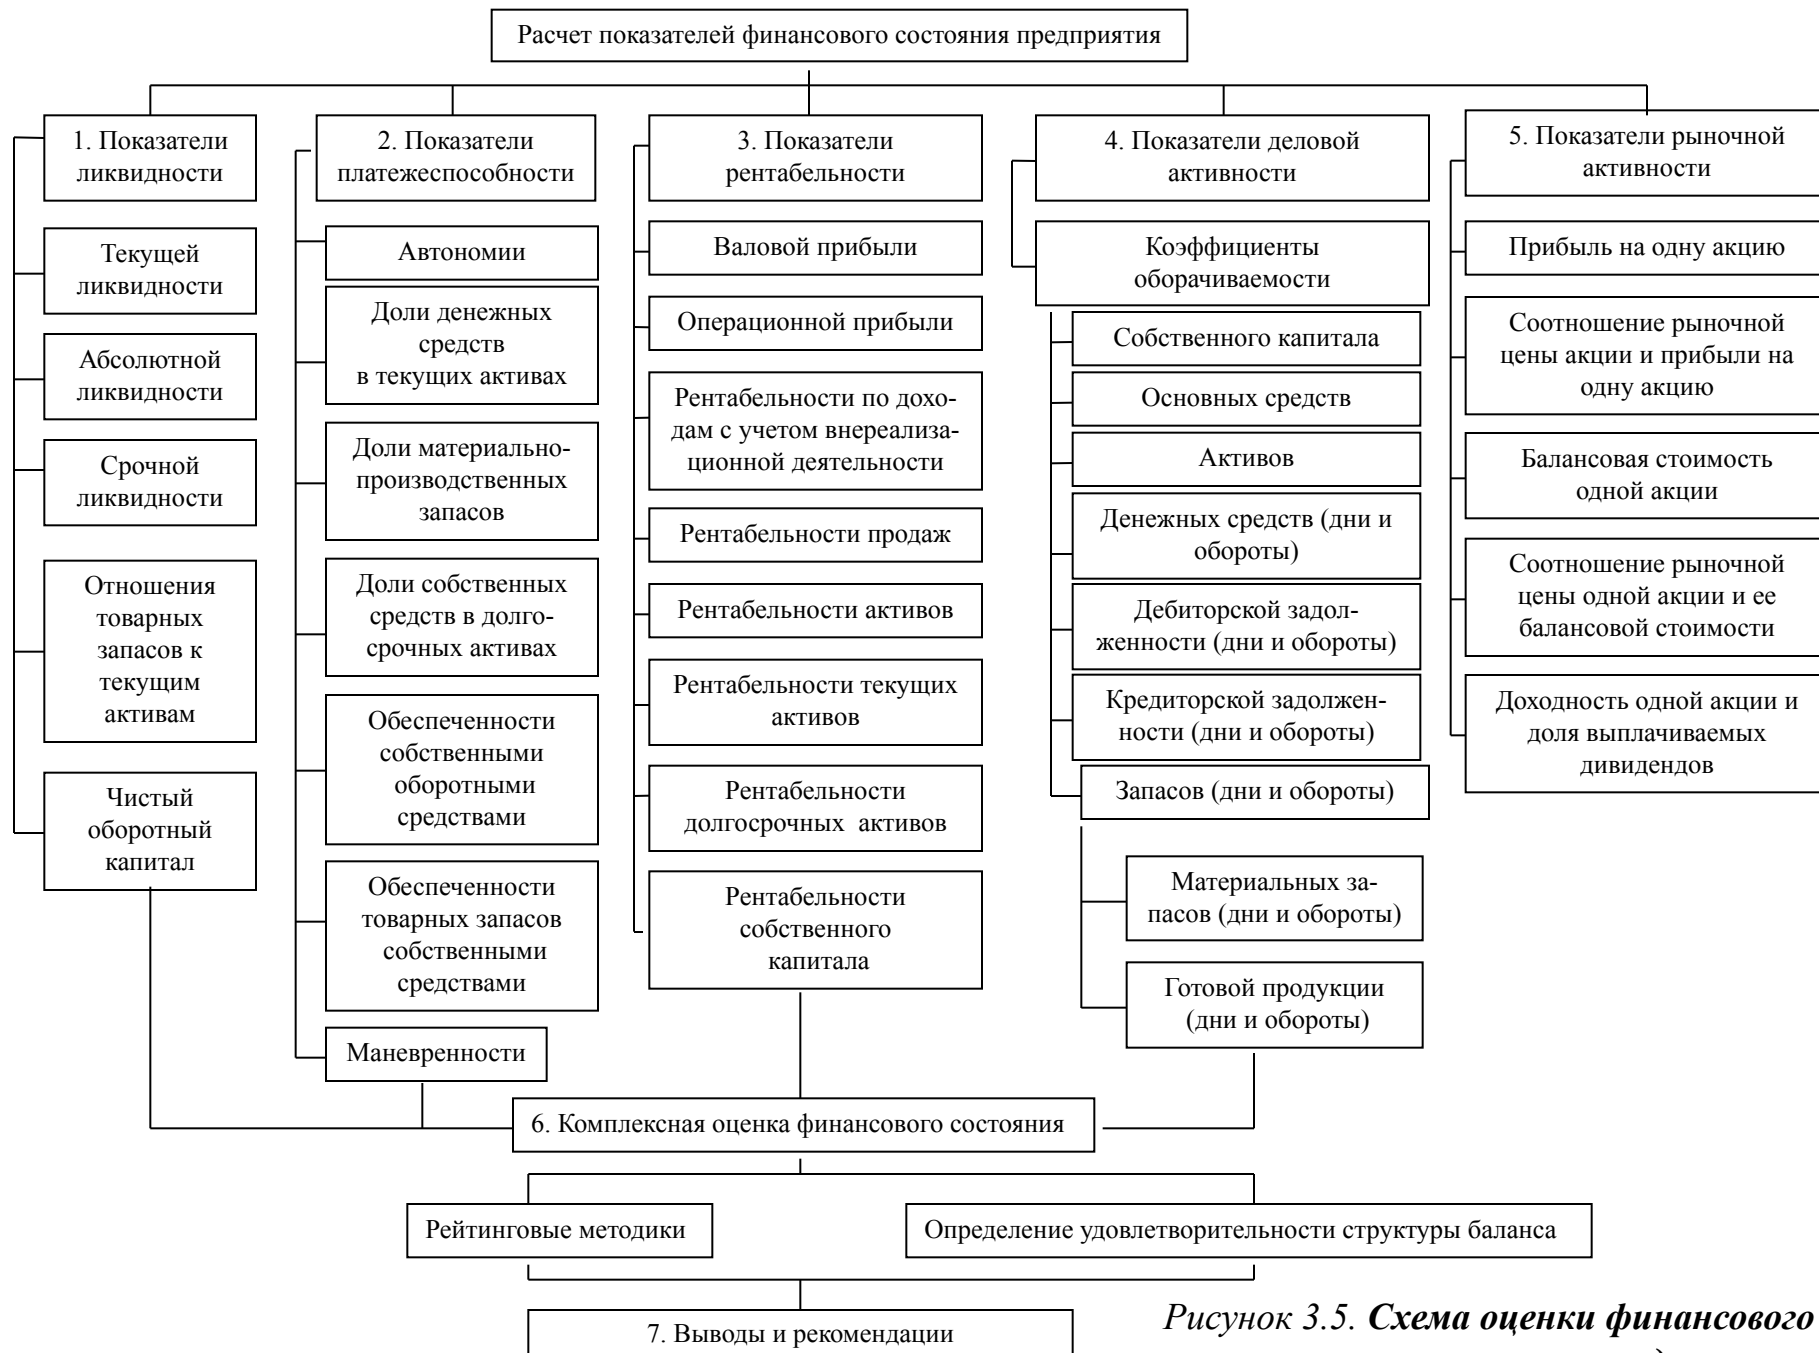 Расчет показателей финансового состояния предприятия
1. Показатели
ликвидности
Текущей
ликвидности
Абсолютной
ликвидности
Срочной
ликвидности
Отношения
товарных
запасов к
текущим
активам
Чистый
оборотный
капитал
2. Показатели
платежеспособности
Автономии
Доли денежных
средств
в текущих активах
Доли материально-
производственных
запасов
Доли собственных
средств в долго-
срочных активах
Обеспеченности
собственными
оборотными
средствами
Обеспеченности
товарных запасов
собственными
средствами
Маневренности
3. Показатели
рентабельности
Валовой прибыли
Операционной прибыли
Рентабельности по дохо-
дам с учетом внереализа-
ционной деятельности
Рентабельности продаж
Рентабельности активов
Рентабельности текущих
активов
Рентабельности
долгосрочных активов
Рентабельности
собственного
капитала
4. Показатели деловой
активности
Коэффициенты
оборачиваемости
Собственного капитала
Основных средств
Активов
Денежных средств (дни и
обороты)
Дебиторской задол-
женности (дни и обороты)
Кредиторской задолжен-
ности (дни и обороты)
Запасов (дни и обороты)
Материальных за-
пасов (дни и обороты)
Готовой продукции
(дни и обороты)
5. Показатели рыночной
активности
Прибыль на одну акцию
Соотношение рыночной
цены акции и прибыли на
одну акцию
Балансовая стоимость
одной акции
Соотношение рыночной
цены одной акции и ее
балансовой стоимости
Доходность одной акции и
доля выплачиваемых
дивидендов
6. Комплексная оценка финансового состояния
Рейтинговые методики
Определение удовлетворительности структуры баланса
7. Выводы и рекомендации
Рисунок 3.5. Схема оценки финансового